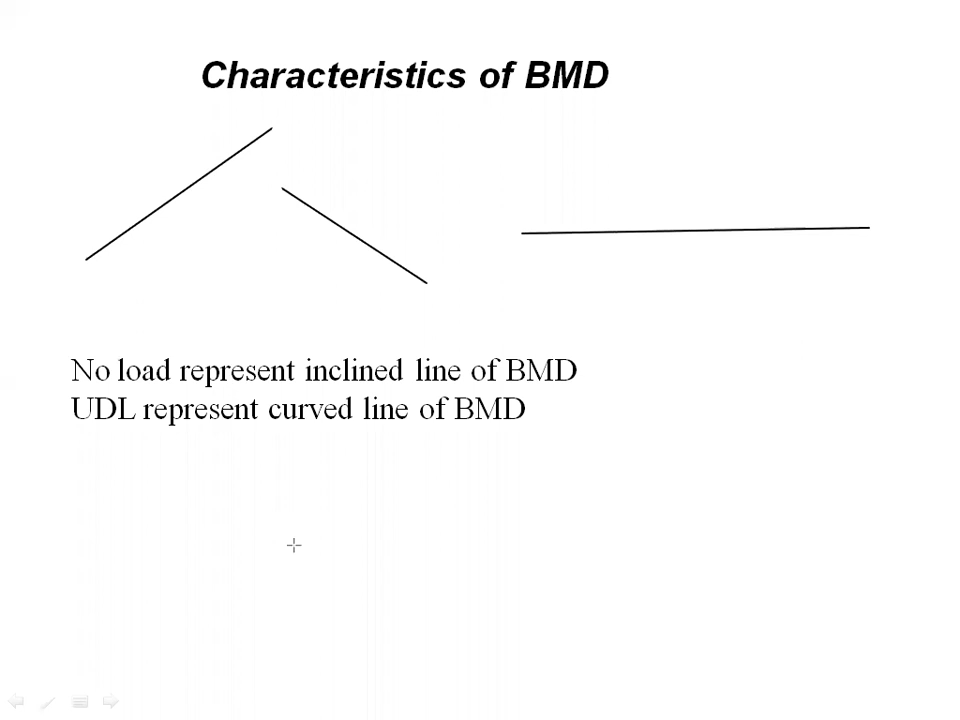 Characteristics of BMD
No load represent inclined line of BMD
UDL represent curved line of BMD